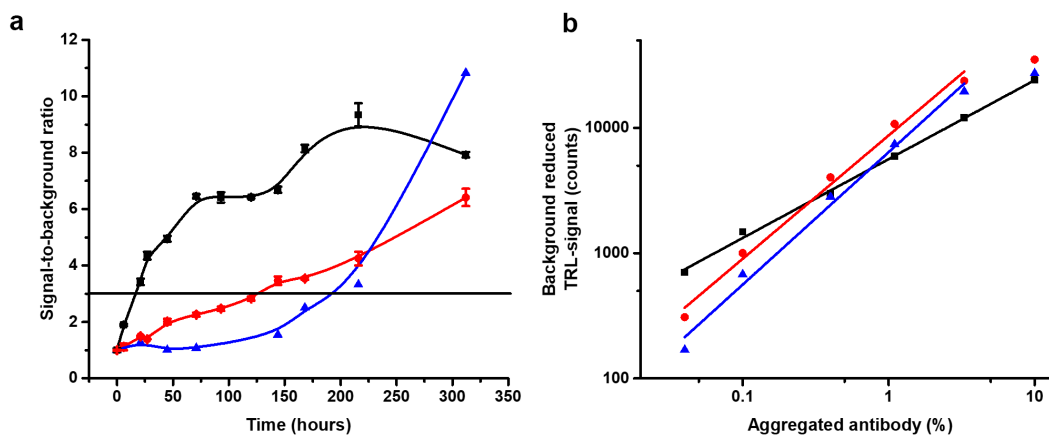 a
12
10
8
6
4
2
0
Signal-to-background ratio
0 50 100 150 200 250 300 350
Time (hours)
b
10000
1000
100
Background reduced
TRL-signal (counts)
0.1 1 10
Aggregated antibody (%)